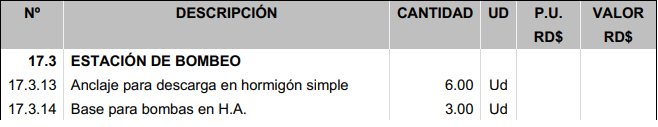 Nº DESCRIPCIÓN CANTIDAD UD P.U. RD$ VALOR RD$
17.3 ESTACIÓN DE BOMBEO
17.3.13 Anclaje para descarga en hormigón simple 6.00 Ud
17.3.14 Base para bombas en H.A. 3.00 Ud